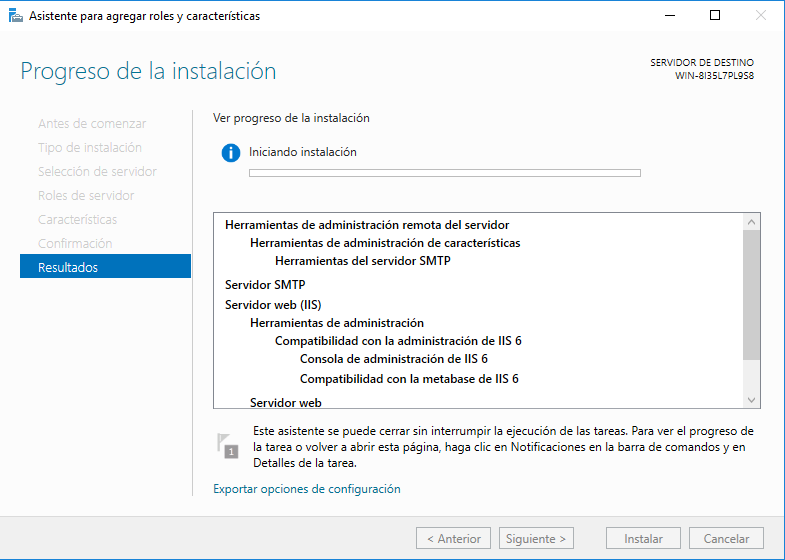 Asistente para agregar roles y características
Progreso de la instalación
SERVIDOR DE DESTINO
WIN-8I35L7PL9S8
Antes de comenzar
Tipo de instalación
Selección de servidor
Roles de servidor
Características
Confirmación
Resultados
Ver progreso de la instalación
Iniciando instalación
Herramientas de administración remota del servidor
Herramientas de administración de características
Herramientas del servidor SMTP
Servidor SMTP
Servidor web (IIS)
Herramientas de administración
Compatibilidad con la administración de IIS 6
Consola de administración de IIS 6
Compatibilidad con la metabase de IIS 6
Servidor web
1
Este asistente se puede cerrar sin interrumpir la ejecución de las tareas. Para ver el progreso de
la tarea o volver a abrir esta página, haga clic en Notificaciones en la barra de comandos y en
Detalles de la tarea.
Exportar opciones de configuración
< Anterior
Siguiente >
Instalar
Cancelar